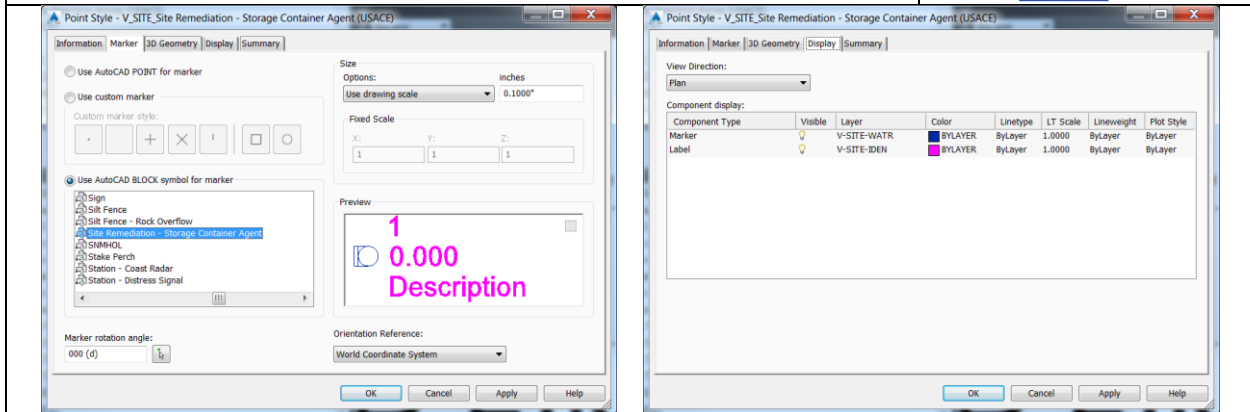 Point Style - V_SITE_Site Remediation - Storage Container Agent (USACE)
Information Marker 3D Geometry Display Summary
Use AutoCAD POINT for marker
Use custom marker
Custom marker style:
Use AutoCAD BLOCK symbol for marker
Sign
Silt Fence
Silt Fence - Rock Overflow
Site Remediation - Storage Container Agent
SNMHOL
Stake Perch
Station - Coast Radar
Station - Distress Signal
Marker rotation angle:
000 (d)
Size
Options: inches
Use drawing scale 0.1000"
Fixed Scale
X: Y: Z:
1 1 1
Preview
1
0.000
Description
Orientation Reference:
World Coordinate System
OK Cancel Apply Help
Point Style - V_SITE_Site Remediation - Storage Container Agent (USACE)
Information Marker 3D Geometry Display Summary
View Direction:
Plan
Component display:
Component Type Visible Layer Color Linetype LT Scale Lineweight Plot Style
Marker V-SITE-WATR BYLAYER ByLayer 1.0000 ByLayer ByLayer
Label V-SITE-IDEN BYLAYER ByLayer 1.0000 ByLayer ByLayer
OK Cancel Apply Help